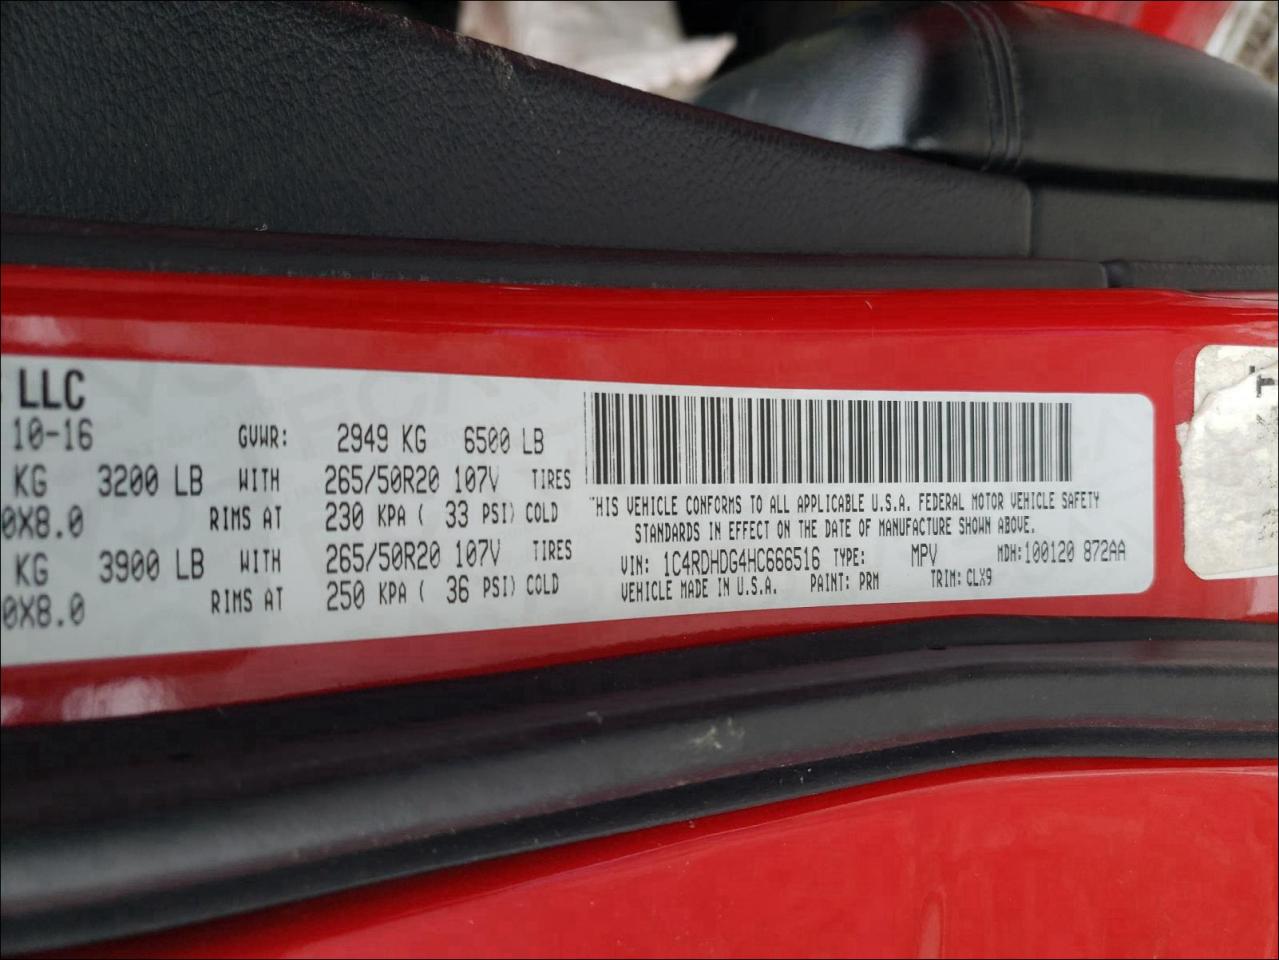 LLC
10-16 GVWR: 2949 KG 6500 LB
KG 3200 LB WITH 265/50R20 107V TIRES
0X8.0 RIMS AT 230 KPA ( 33 PSI) COLD
KG 3900 LB WITH 265/50R20 107V TIRES
0X8.0 RIMS AT 250 KPA ( 36 PSI) COLD
THIS VEHICLE CONFORMS TO ALL APPLICABLE U.S.A. FEDERAL MOTOR VEHICLE SAFETY
STANDARDS IN EFFECT ON THE DATE OF MANUFACTURE SHOWN ABOVE.
VIN: 1C4RDHDG4HC666516 TYPE: MPV MDH:100120 872AA
VEHICLE MADE IN U.S.A. PAINT: PRM TRIM: CLX9